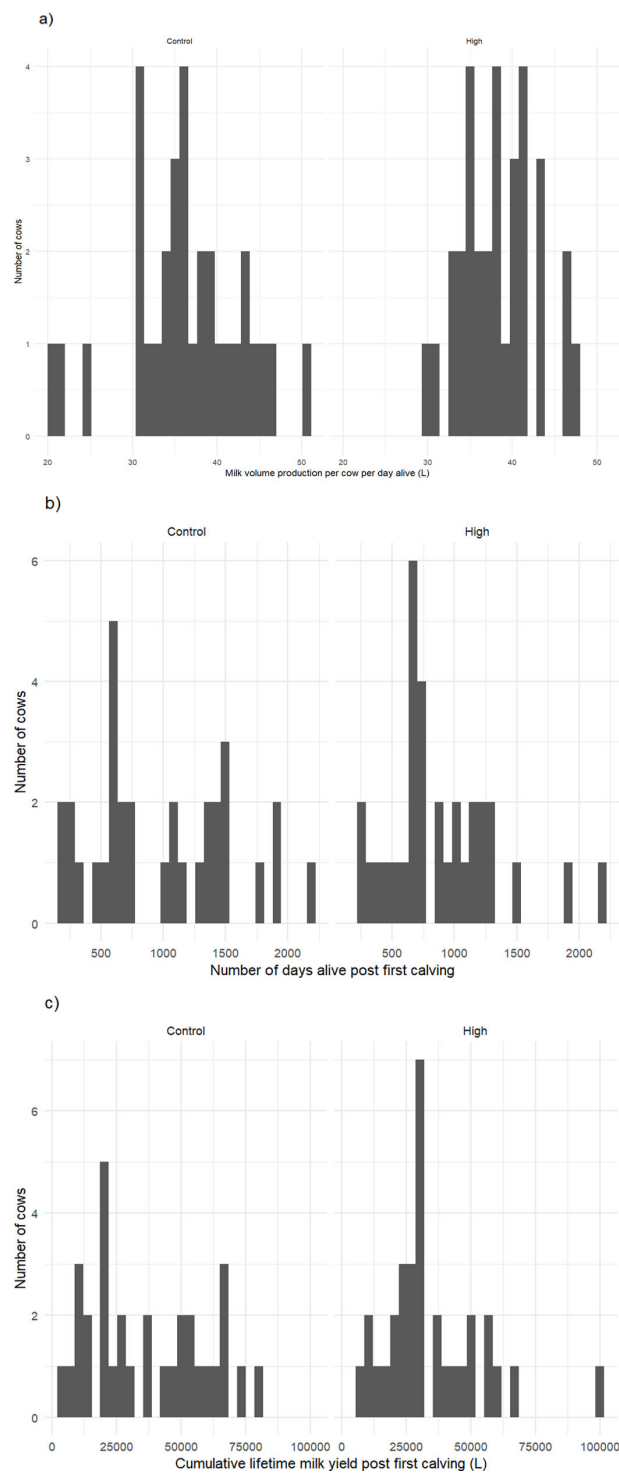 a)
Control High
4
3
2
1
0
Number of cows
20 30 40 50 20 30 40 50
Milk volume production per cow per day alive (L)
b)
Control High
6
4
2
0
Number of cows
500 1000 1500 2000 500 1000 1500 2000
Number of days alive post first calving
c)
Control High
6
4
2
0
Number of cows
0 25000 50000 75000 100000 0 25000 50000 75000 100000
Cumulative lifetime milk yield post first calving (L)